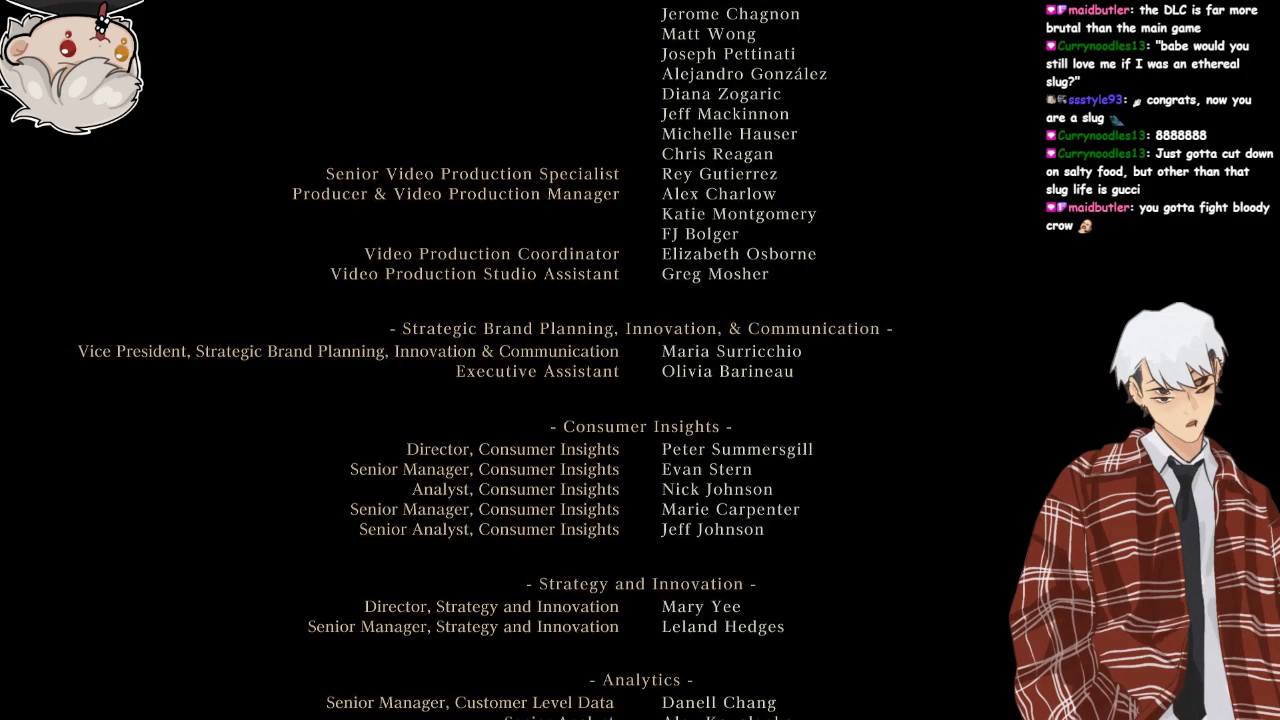 Jerome Chagnon
Matt Wong
Joseph Pettinati
Alejandro González
Diana Zogaric
Jeff Mackinnon
Michelle Hauser
Chris Reagan
Senior Video Production Specialist Rey Gutierrez
Producer & Video Production Manager Alex Charlow
Katie Montgomery
FJ Bolger
Video Production Coordinator Elizabeth Osborne
Video Production Studio Assistant Greg Mosher
- Strategic Brand Planning, Innovation, & Communication -
Vice President, Strategic Brand Planning, Innovation & Communication Maria Surricchio
Executive Assistant Olivia Barineau
- Consumer Insights -
Director, Consumer Insights Peter Summersgill
Senior Manager, Consumer Insights Evan Stern
Analyst, Consumer Insights Nick Johnson
Senior Manager, Consumer Insights Marie Carpenter
Senior Analyst, Consumer Insights Jeff Johnson
- Strategy and Innovation -
Director, Strategy and Innovation Mary Yee
Senior Manager, Strategy and Innovation Leland Hedges
- Analytics -
Senior Manager, Customer Level Data Danell Chang
maidbutler: the DLC is far more
brutal than the main game
Currynoodles13: "babe would you
still love me if I was an ethereal
slug?"
ssstyle93: congrats, now you
are a slug
Currynoodles13: 8888888
Currynoodles13: Just gotta cut down
on salty food, but other than that
slug life is gucci
maidbutler: you gotta fight bloody
crow